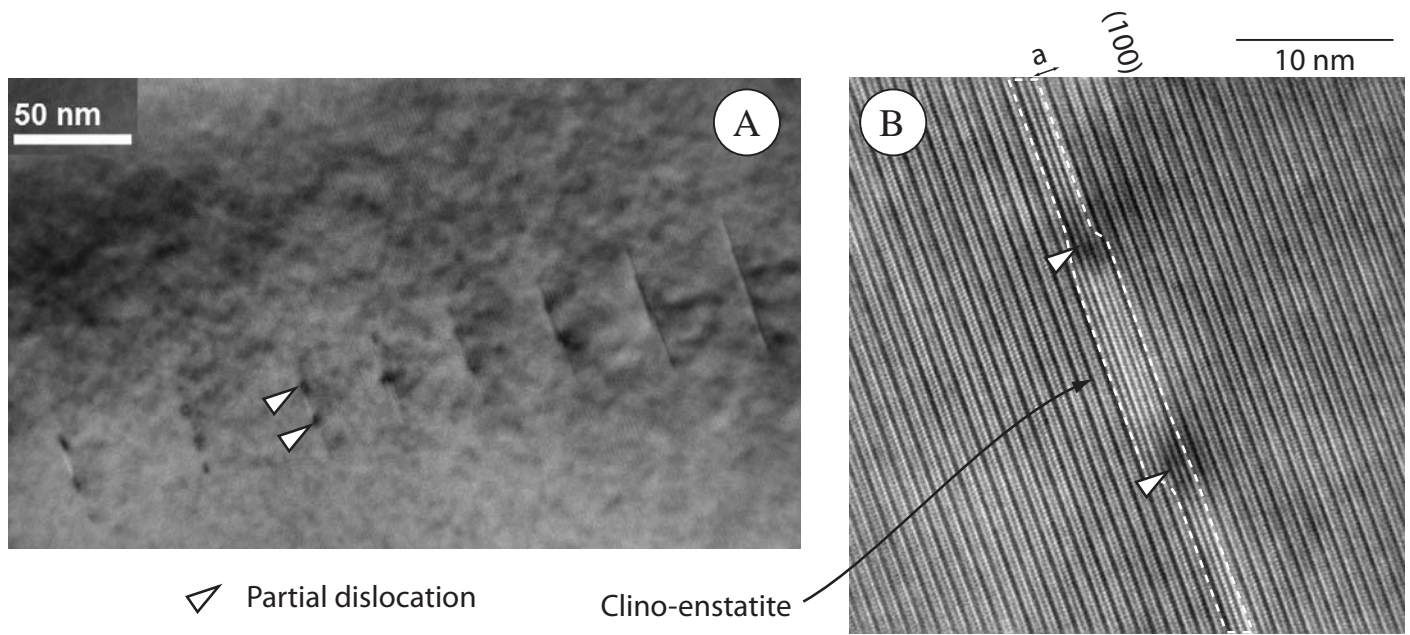 50 nm
A
Partial dislocation
a
(100)
10 nm
B
Clino-enstatite